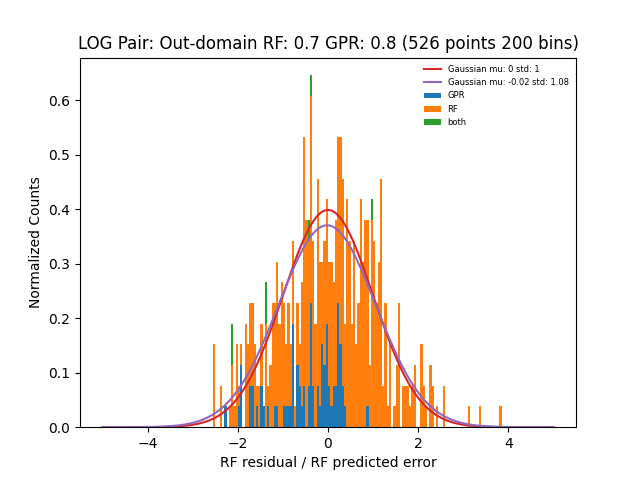 LOG Pair: Out-domain RF: 0.7 GPR: 0.8 (526 points 200 bins)
Gaussian mu: 0 std: 1
Gaussian mu: -0.02 std: 1.08
GPR
RF
both
Normalized Counts
0.6
0.5
0.4
0.3
0.2
0.1
0.0
−4
−2
0
2
4
RF residual / RF predicted error